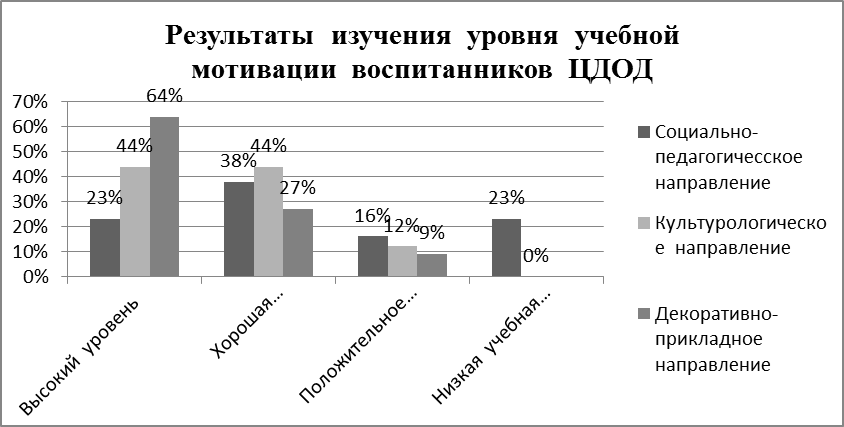 Результаты изучения уровня учебной
мотивации воспитанников ЦДОД
70%
60%
50%
40%
30%
20%
10%
0%
23%
44%
64%
38%
44%
27%
16%
12%
9%
23%
0%
Высокий уровень
Хорошая...
Положительное...
Низкая учебная...
Социально-
педагогичесское
направление
Культурологическо
е направление
Декоративно-
прикладное
направление